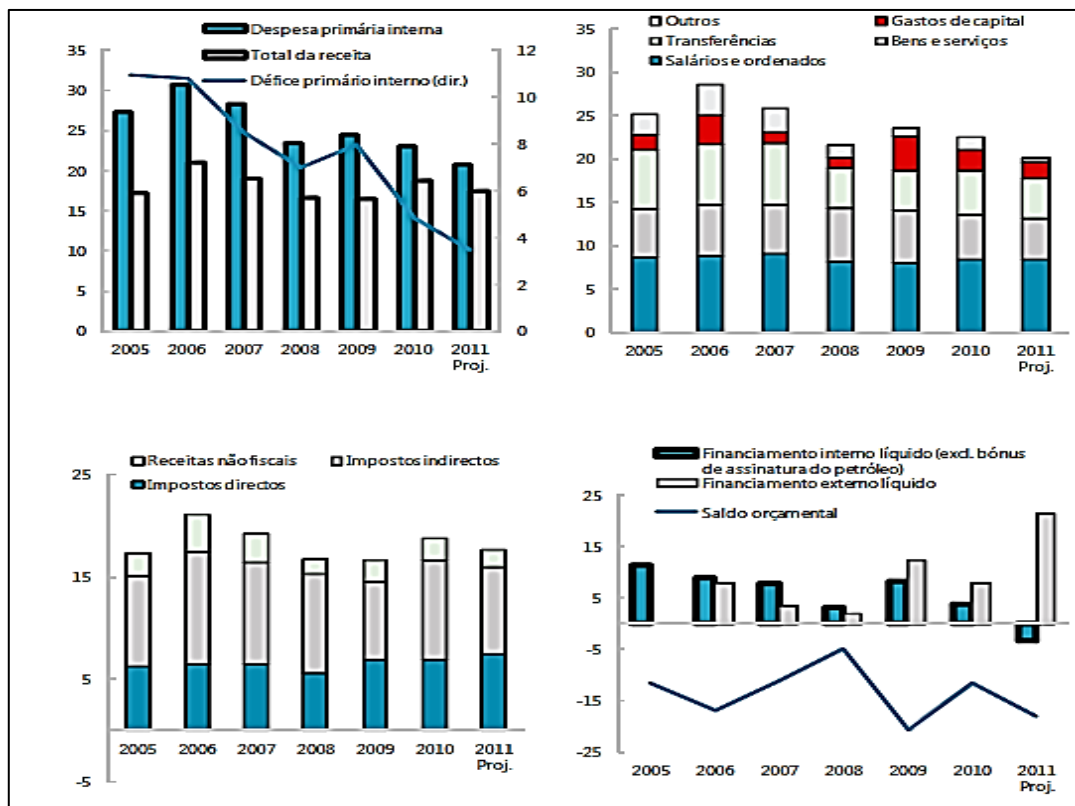 Despesa primária interna
Total da receita
Défice primário interno (dir.)
35
30
25
20
15
10
5
0
12
10
8
6
4
2
0
2005 2006 2007 2008 2009 2010 2011
Proj.
Outros Gastos de capital
Transferências Bens e serviços
Salários e ordenados
35
30
25
20
15
10
5
0
2005 2006 2007 2008 2009 2010 2011
Proj.
Receitas não fiscais Impostos indirectos
Impostos directos
25
15
5
-5
2005 2006 2007 2008 2009 2010 2011
Proj.
Financiamento interno líquido (excl. bónus
de assinatura do petróleo)
Financiamento externo líquido
Saldo orçamental
25
15
5
-5
-15
-25
2005 2006 2007 2008 2009 2010 2011
Proj.